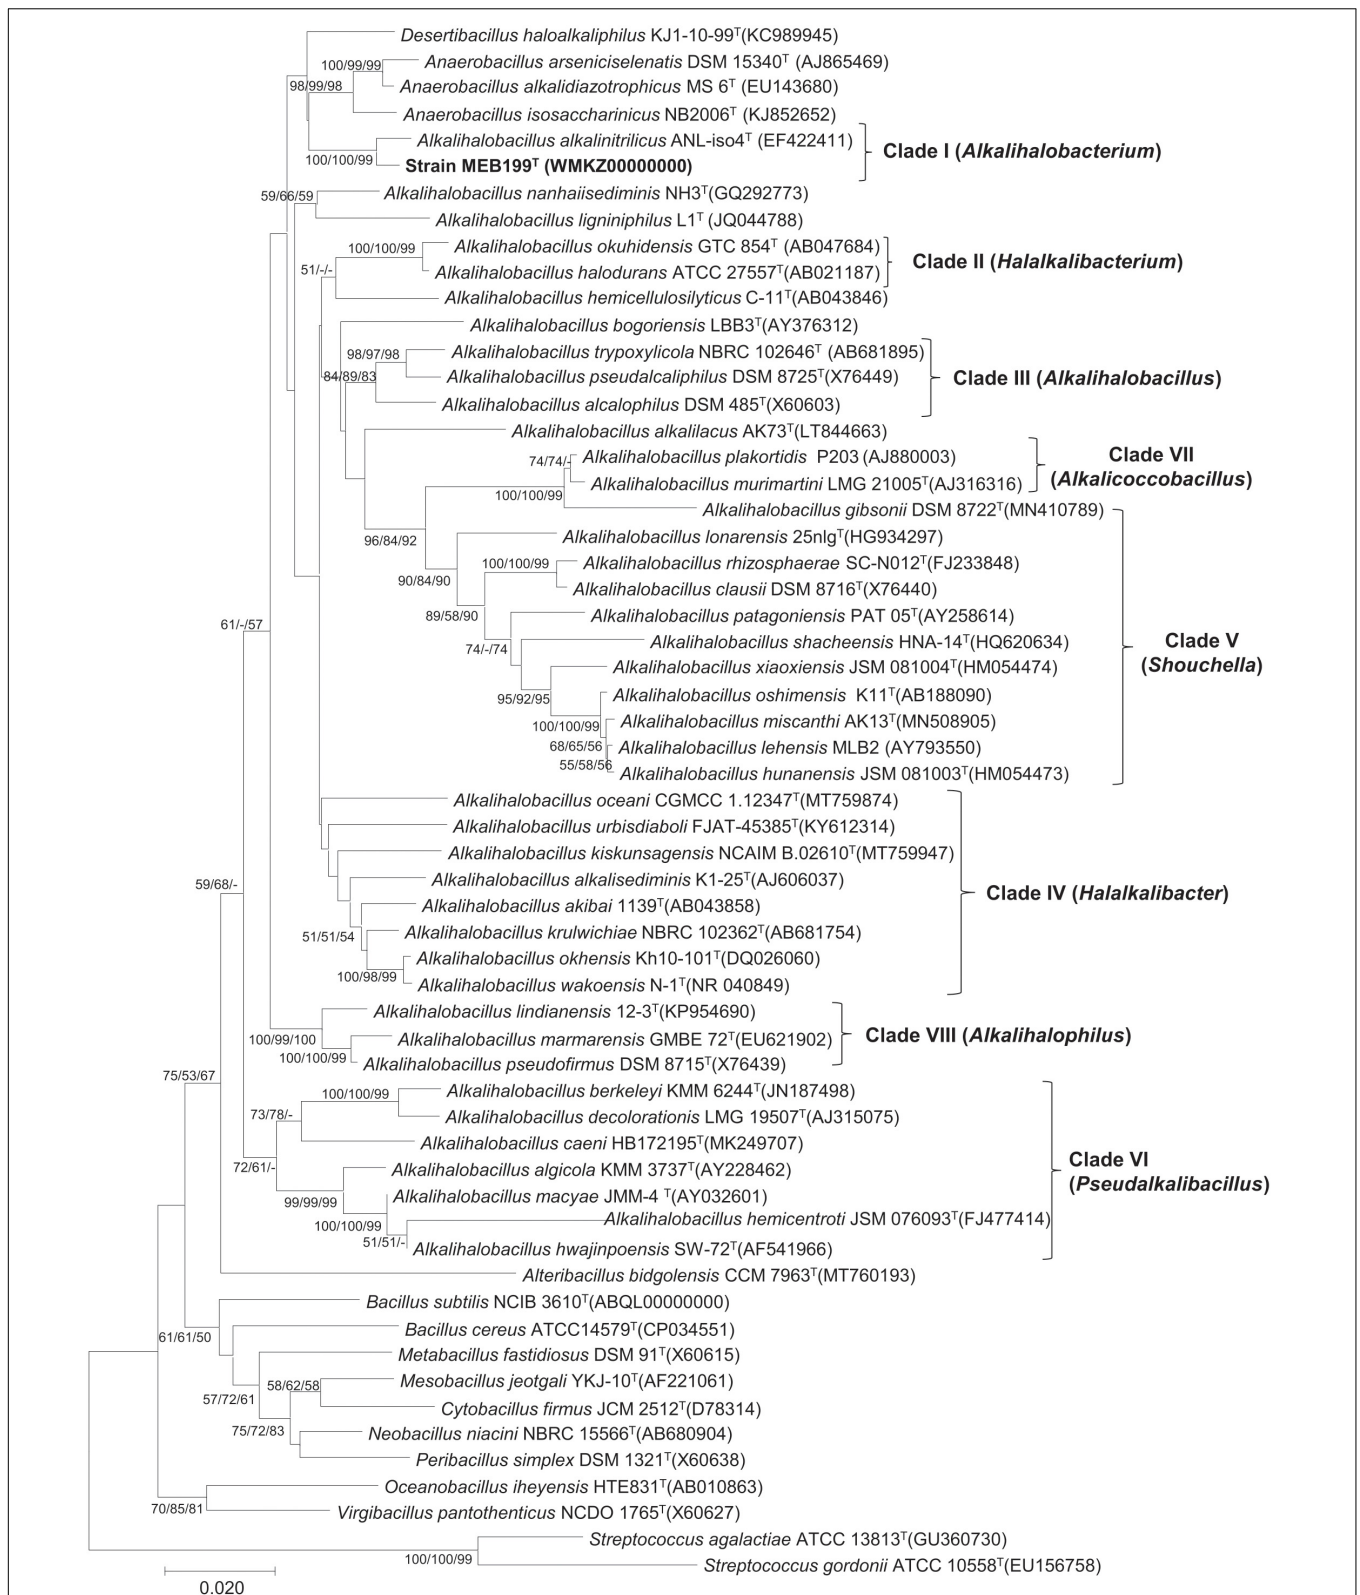 Desertibacillus haloalkaliphilus KJ1-10-99ᵀ(KC989945)
100/99/99
Anaerobacillus arseniciselenatis DSM 15340ᵀ (AJ865469)
98/99/98
Anaerobacillus alkalidiazotrophicus MS 6ᵀ (EU143680)
Anaerobacillus isosaccharinicus NB2006ᵀ (KJ852652)
Alkalihalobacillus alkalinitrilicus ANL-iso4ᵀ (EF422411)
Clade I (Alkalihalobacterium)
100/100/99
Strain MEB199ᵀ (WMKZ00000000)
59/66/59
Alkalihalobacillus nanhaiisediminis NH3ᵀ(GQ292773)
Alkalihalobacillus ligniniphilus L1ᵀ (JQ044788)
100/100/99
Alkalihalobacillus okuhidensis GTC 854ᵀ (AB047684)
Clade II (Halalkalibacterium)
51/-/-
Alkalihalobacillus halodurans ATCC 27557ᵀ(AB021187)
Alkalihalobacillus hemicellulosilyticus C-11ᵀ(AB043846)
Alkalihalobacillus bogoriensis LBB3ᵀ(AY376312)
98/97/98
Alkalihalobacillus trypoxylicola NBRC 102646ᵀ (AB681895)
84/89/83
Alkalihalobacillus pseudalcaliphilus DSM 8725ᵀ(X76449)
Clade III (Alkalihalobacillus)
Alkalihalobacillus alcalophilus DSM 485ᵀ(X60603)
Alkalihalobacillus alkalilacus AK73ᵀ(LT844663)
74/74/-
Alkalihalobacillus plakortidis P203 (AJ880003)
Clade VII
(Alkalicoccobacillus)
100/100/99
Alkalihalobacillus murimartini LMG 21005ᵀ(AJ316316)
Alkalihalobacillus gibsonii DSM 8722ᵀ(MN410789)
96/84/92
Alkalihalobacillus lonarensis 25nlgᵀ(HG934297)
100/100/99
Alkalihalobacillus rhizosphaerae SC-N012ᵀ(FJ233848)
90/84/90
Alkalihalobacillus clausii DSM 8716ᵀ(X76440)
89/58/90
Alkalihalobacillus patagoniensis PAT 05ᵀ(AY258614)
61/-/57
74/-/74
Alkalihalobacillus shacheensis HNA-14ᵀ(HQ620634)
Clade V
(Shouchella)
Alkalihalobacillus xiaoxiensis JSM 081004ᵀ(HM054474)
95/92/95
Alkalihalobacillus oshimensis K11ᵀ(AB188090)
100/100/99
Alkalihalobacillus miscanthi AK13ᵀ(MN508905)
68/65/56
Alkalihalobacillus lehensis MLB2 (AY793550)
55/58/56
Alkalihalobacillus hunanensis JSM 081003ᵀ(HM054473)
Alkalihalobacillus oceani CGMCC 1.12347ᵀ(MT759874)
Alkalihalobacillus urbisdiaboli FJAT-45385ᵀ(KY612314)
Alkalihalobacillus kiskunsagensis NCAIM B.02610ᵀ(MT759947)
59/68/-
Alkalihalobacillus alkalisediminis K1-25ᵀ(AJ606037)
Clade IV (Halalkalibacter)
Alkalihalobacillus akibai 1139ᵀ(AB043858)
51/51/54
Alkalihalobacillus krulwichiae NBRC 102362ᵀ(AB681754)
Alkalihalobacillus okhensis Kh10-101ᵀ(DQ026060)
100/98/99
Alkalihalobacillus wakoensis N-1ᵀ(NR 040849)
Alkalihalobacillus lindianensis 12-3ᵀ(KP954690)
100/99/100
Alkalihalobacillus marmarensis GMBE 72ᵀ(EU621902)
Clade VIII (Alkalihalophilus)
100/100/99
Alkalihalobacillus pseudofirmus DSM 8715ᵀ(X76439)
75/53/67
100/100/99
Alkalihalobacillus berkeleyi KMM 6244ᵀ(JN187498)
73/78/-
Alkalihalobacillus decolorationis LMG 19507ᵀ(AJ315075)
Alkalihalobacillus caeni HB172195ᵀ(MK249707)
72/61/-
Alkalihalobacillus algicola KMM 3737ᵀ(AY228462)
Clade VI
(Pseudalkalibacillus)
99/99/99
Alkalihalobacillus macyae JMM-4 ᵀ(AY032601)
100/100/99
Alkalihalobacillus hemicentroti JSM 076093ᵀ(FJ477414)
51/51/-
Alkalihalobacillus hwajinpoensis SW-72ᵀ(AF541966)
Alteribacillus bidgolensis CCM 7963ᵀ(MT760193)
Bacillus subtilis NCIB 3610ᵀ(ABQL00000000)
61/61/50
Bacillus cereus ATCC14579ᵀ(CP034551)
Metabacillus fastidiosus DSM 91ᵀ(X60615)
58/62/58
Mesobacillus jeotgali YKJ-10ᵀ(AF221061)
57/72/61
Cytobacillus firmus JCM 2512ᵀ(D78314)
75/72/83
Neobacillus niacini NBRC 15566ᵀ(AB680904)
Peribacillus simplex DSM 1321ᵀ(X60638)
Oceanobacillus iheyensis HTE831ᵀ(AB010863)
70/85/81
Virgibacillus pantothenticus NCDO 1765ᵀ(X60627)
Streptococcus agalactiae ATCC 13813ᵀ(GU360730)
100/100/99
Streptococcus gordonii ATCC 10558ᵀ(EU156758)
0.020